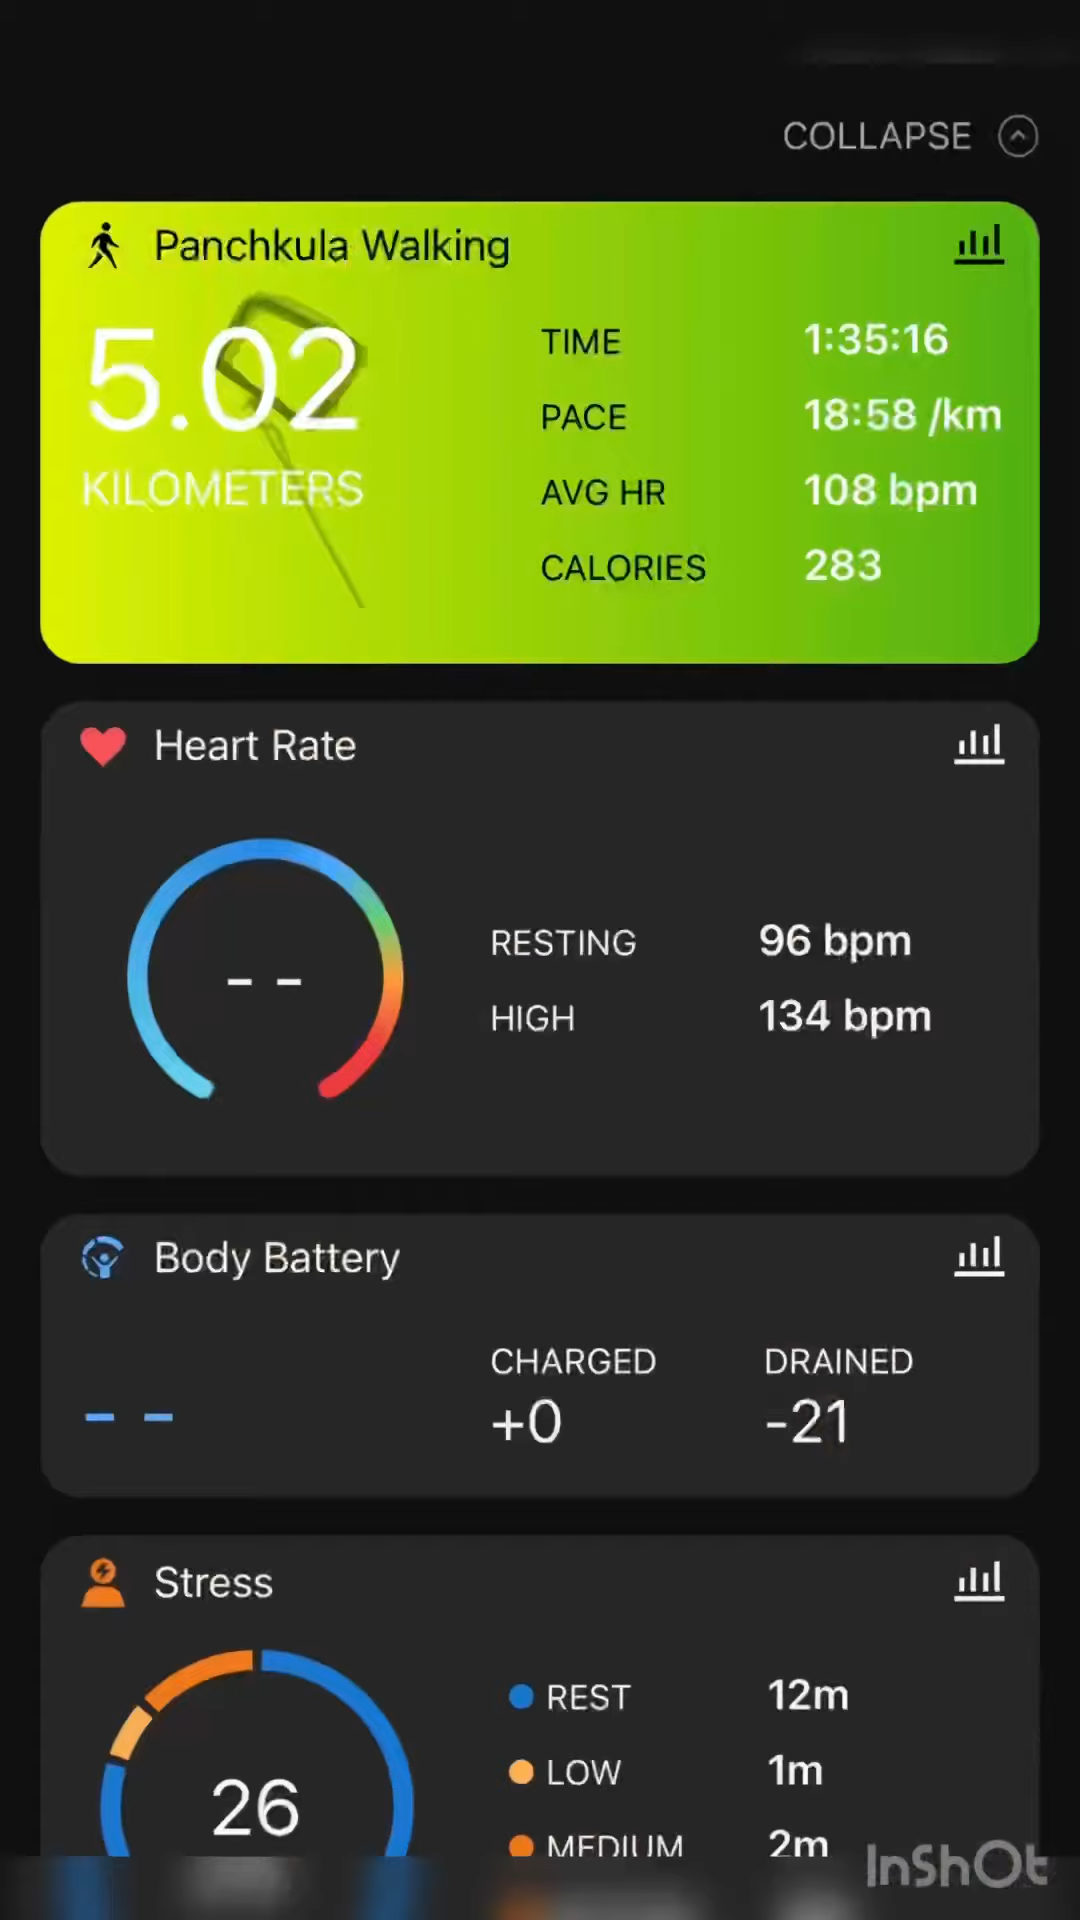 COLLAPSE
Panchkula Walking
5.02
KILOMETERS
TIME 1:35:16
PACE 18:58 /km
AVG HR 108 bpm
CALORIES 283
Heart Rate
- -
RESTING 96 bpm
HIGH 134 bpm
Body Battery
- -
CHARGED DRAINED
+0 -21
Stress
26
REST 12m
LOW 1m
MEDIUM 2m
InShOt